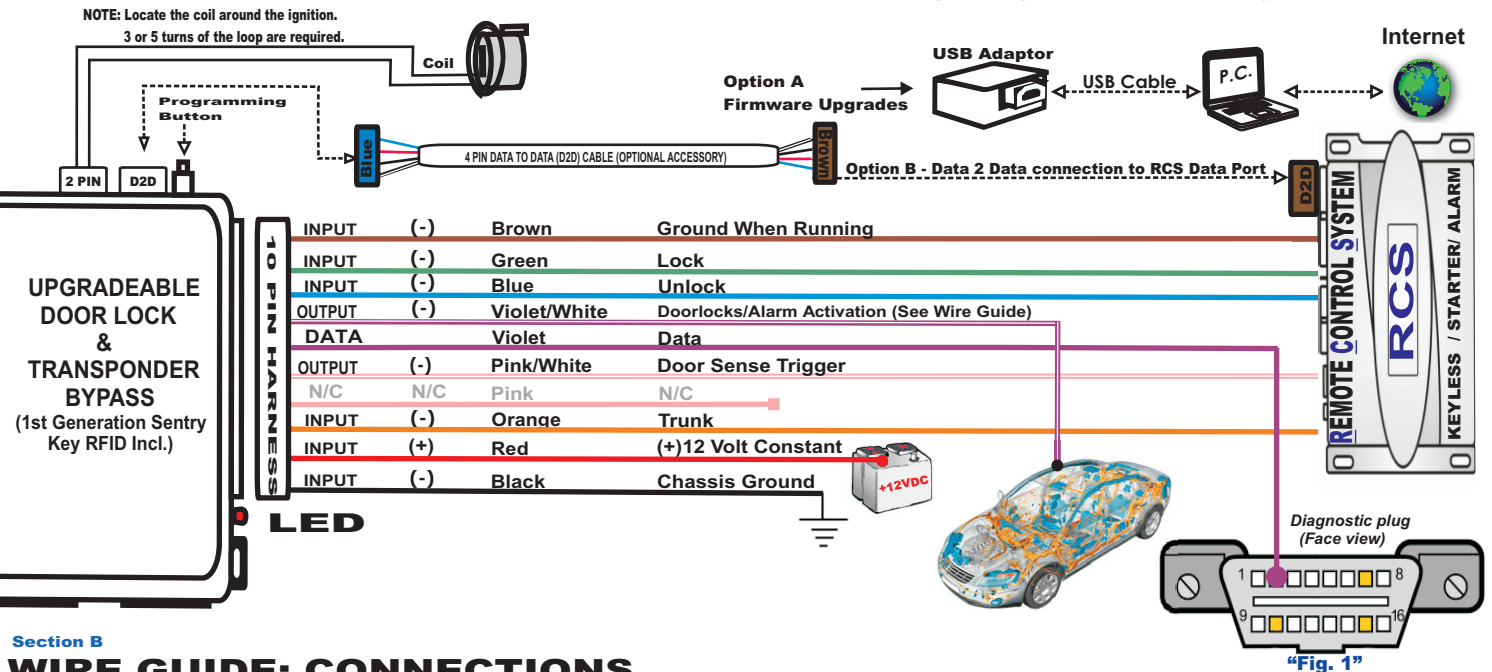 NOTE: Locate the coil around the ignition.
3 or 5 turns of the loop are required.
Coil
Programming
Button
2 PIN
D2D
Blue
4 PIN DATA TO DATA (D2D) CABLE (OPTIONAL ACCESSORY)
Brown
Option A
Firmware Upgrades
USB Adaptor
USB Cable
P.C.
Internet
Option B - Data 2 Data connection to RCS Data Port
D2D
UPGRADEABLE
DOOR LOCK
&
TRANSPONDER
BYPASS
(1st Generation Sentry
Key RFID Incl.)
10 PIN HARNESS
INPUT (-) Brown Ground When Running
INPUT (-) Green Lock
INPUT (-) Blue Unlock
OUTPUT (-) Violet/White Doorlocks/Alarm Activation (See Wire Guide)
DATA Violet Data
OUTPUT (-) Pink/White Door Sense Trigger
N/C N/C Pink N/C
INPUT (-) Orange Trunk
INPUT (+) Red (+)12 Volt Constant
INPUT (-) Black Chassis Ground
+12VDC
LED
REMOTE CONTROL SYSTEM
RCS
KEYLESS / STARTER/ ALARM
Diagnostic plug
(Face view)
1 8
9 16
"Fig. 1"
Section B
WIRE GUIDE: CONNECTIONS